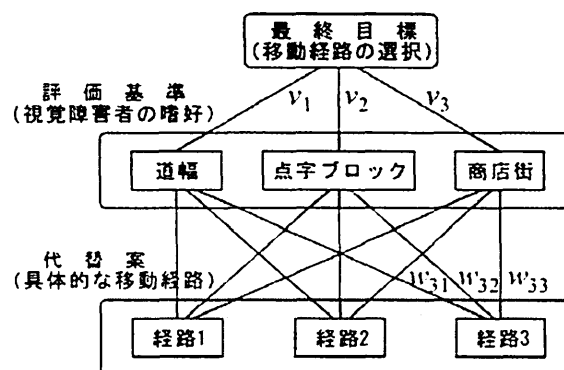 最終目標
(移動経路の選択)
評価基準
(視覚障害者の嗜好)
v1 v2 v3
道幅 点字ブロック 商店街
代替案
(具体的な移動経路)
w31 w32 w33
経路1 経路2 経路3